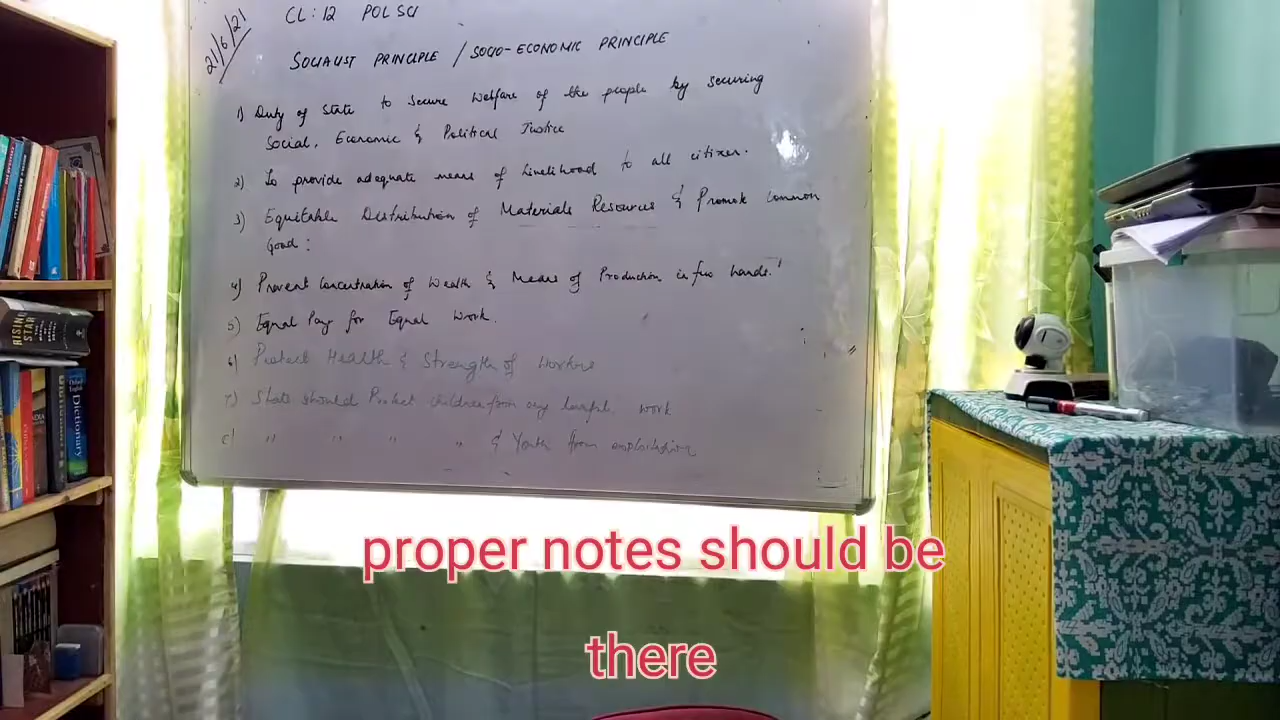 21/6/21
CL: 12 POL SCI
SOCIALIST PRINCIPLE / SOCIO-ECONOMIC PRINCIPLE
1) Duty of State to Secure Welfare of the people by securing
Social, Economic & Political Justice
2) To provide adequate means of livelihood to all citizen.
3) Equitable Distribution of Materials Resources & Promote Common
Good:
4) Prevent Concentration of Wealth & Means of Production in few hands.
5) Equal Pay for Equal Work.
6) Protect Health & Strength of Workers
7) State should Protect children from any harmful work
8) " " " " & Youth from exploitation
RISING
STAR
Dictionary
proper notes should be
there